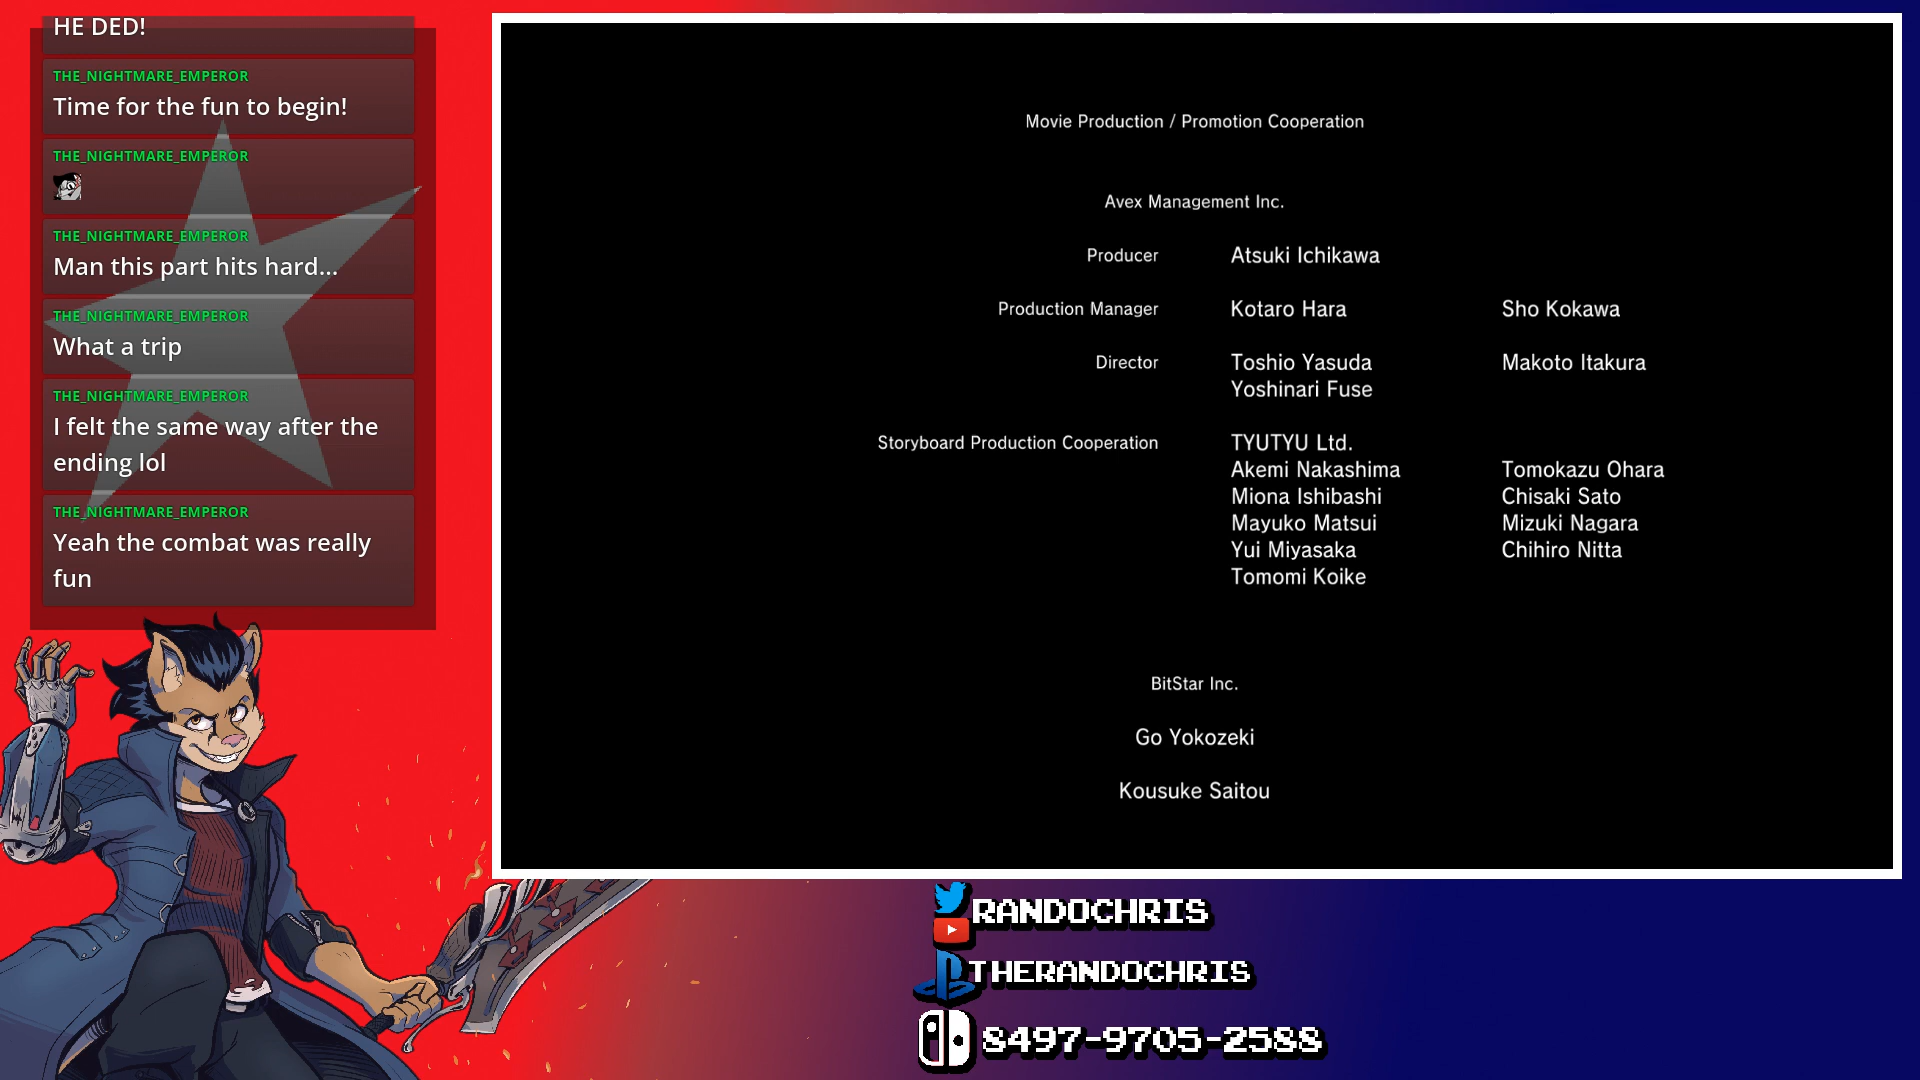 HE DED!
THE_NIGHTMARE_EMPEROR
Time for the fun to begin!
THE_NIGHTMARE_EMPEROR
THE_NIGHTMARE_EMPEROR
Man this part hits hard...
THE_NIGHTMARE_EMPEROR
What a trip
THE_NIGHTMARE_EMPEROR
I felt the same way after the
ending lol
THE_NIGHTMARE_EMPEROR
Yeah the combat was really
fun
Movie Production / Promotion Cooperation
Avex Management Inc.
Producer Atsuki Ichikawa
Production Manager Kotaro Hara Sho Kokawa
Director Toshio Yasuda Makoto Itakura
Yoshinari Fuse
Storyboard Production Cooperation TYUTYU Ltd.
Akemi Nakashima Tomokazu Ohara
Miona Ishibashi Chisaki Sato
Mayuko Matsui Mizuki Nagara
Yui Miyasaka Chihiro Nitta
Tomomi Koike
BitStar Inc.
Go Yokozeki
Kousuke Saitou
RANDOCHRIS
THERANDOCHRIS
8497-9705-2588